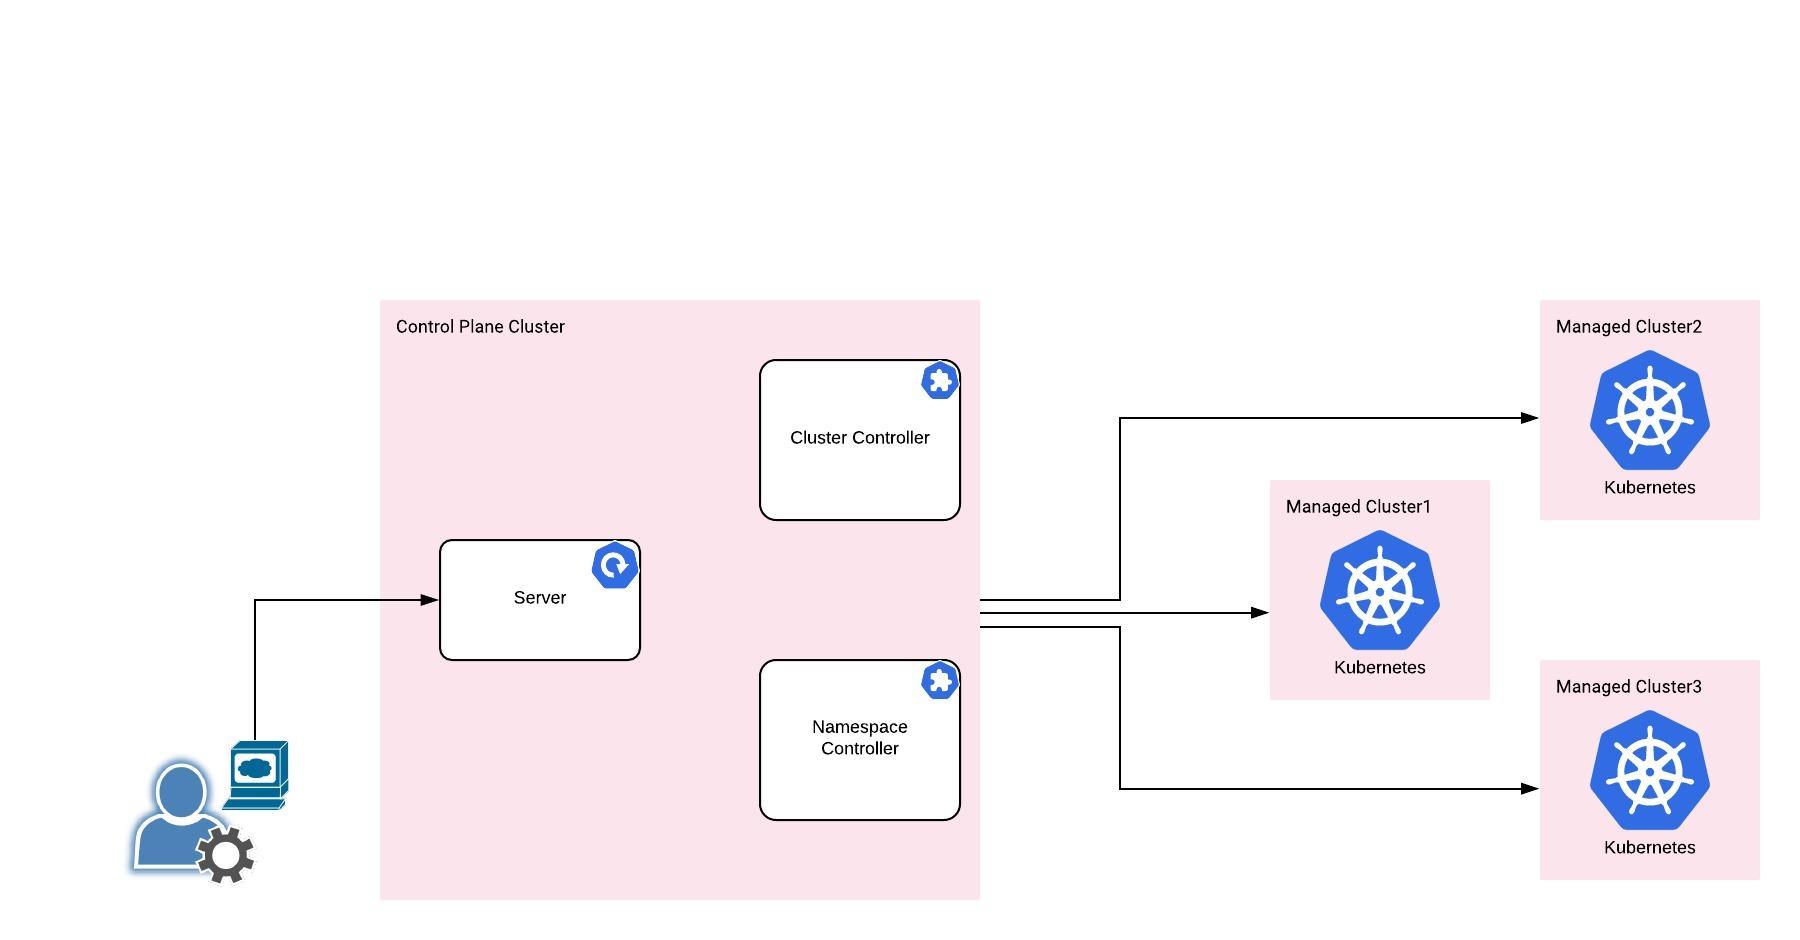 Control Plane Cluster
Cluster Controller
Server
Namespace
Controller
Managed Cluster2
Kubernetes
Managed Cluster1
Kubernetes
Managed Cluster3
Kubernetes